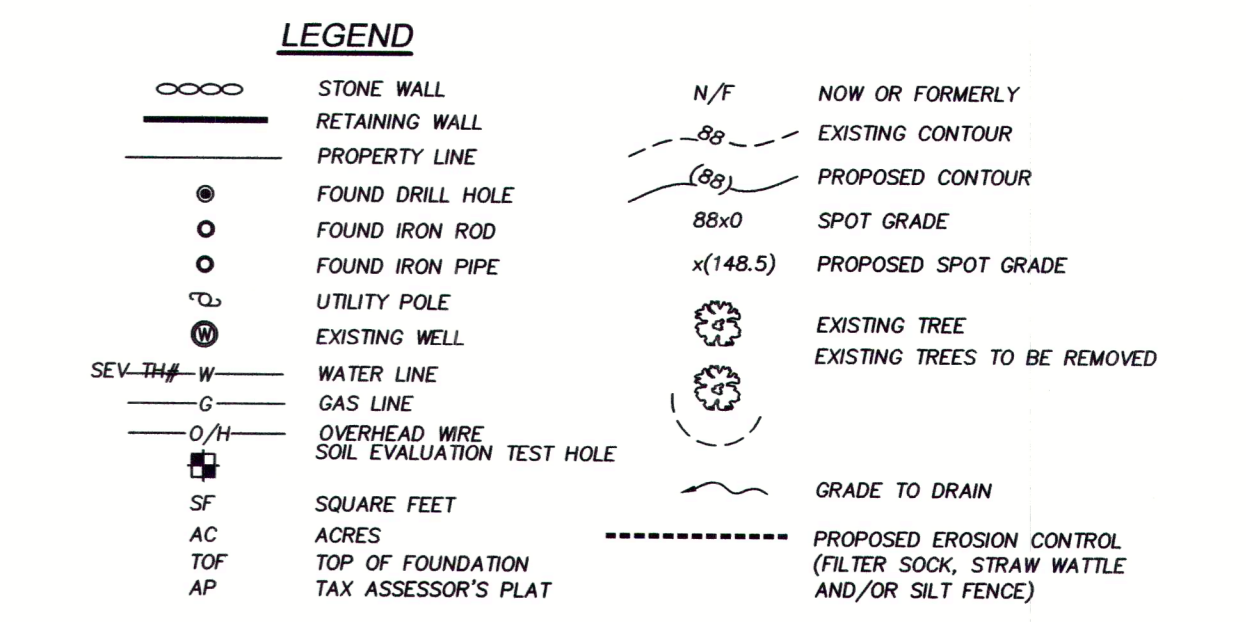 LEGEND
STONE WALL
RETAINING WALL
PROPERTY LINE
FOUND DRILL HOLE
FOUND IRON ROD
FOUND IRON PIPE
UTILITY POLE
W EXISTING WELL
SEV TH# W WATER LINE
G GAS LINE
O/H OVERHEAD WIRE
SOIL EVALUATION TEST HOLE
SF SQUARE FEET
AC ACRES
TOF TOP OF FOUNDATION
AP TAX ASSESSOR'S PLAT
N/F NOW OR FORMERLY
88 EXISTING CONTOUR
(88) PROPOSED CONTOUR
88x0 SPOT GRADE
x(148.5) PROPOSED SPOT GRADE
EXISTING TREE
EXISTING TREES TO BE REMOVED
GRADE TO DRAIN
PROPOSED EROSION CONTROL
(FILTER SOCK, STRAW WATTLE
AND/OR SILT FENCE)